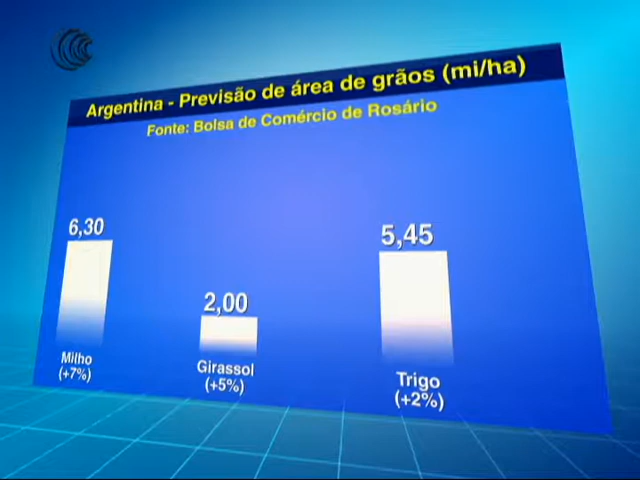 Argentina - Previsão de área de grãos (mi/ha)
Fonte: Bolsa de Comércio de Rosário
6,30
2,00
5,45
Milho
(+7%)
Girassol
(+5%)
Trigo
(+2%)